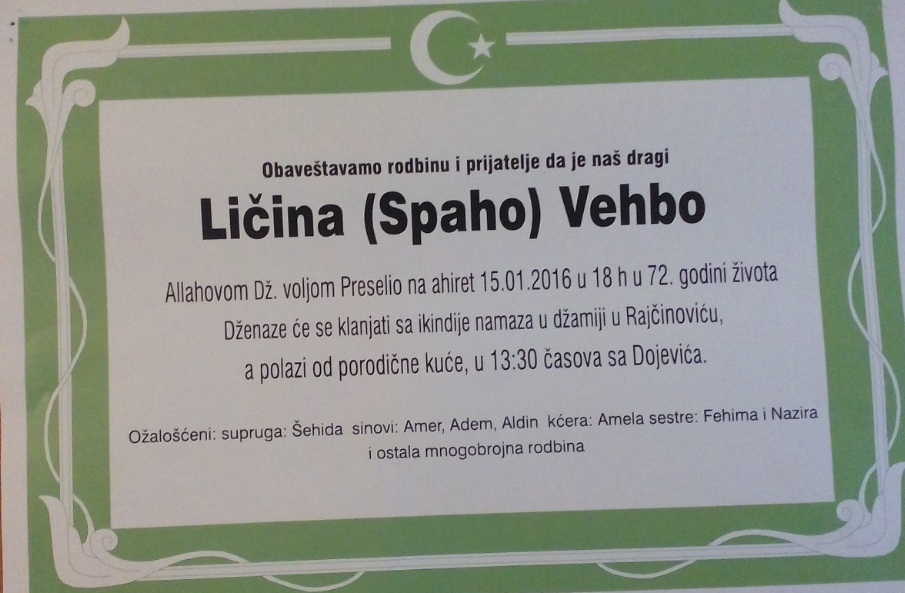 Obaveštavamo rodbinu i prijatelje da je naš dragi
Ličina (Spaho) Vehbo
Allahovom Dž. voljom Preselio na ahiret 15.01.2016 u 18 h u 72. godini života
Dženaze će se klanjati sa ikindije namaza u džamiji u Rajčinoviću,
a polazi od porodične kuće, u 13:30 časova sa Dojevića.
Ožalošćeni: supruga: Šehida sinovi: Amer, Adem, Aldin kćera: Amela sestre: Fehima i Nazira
i ostala mnogobrojna rodbina